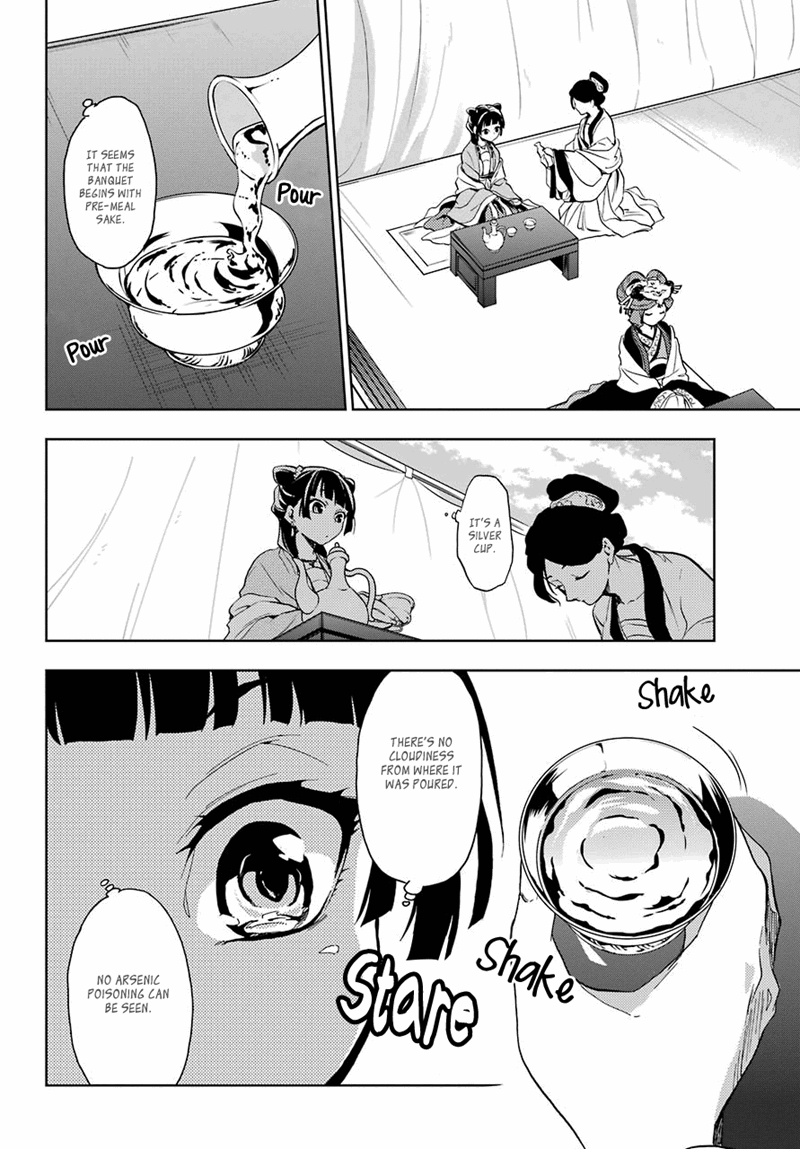 IT SEEMS
THAT THE
BANQUET
BEGINS WITH
PRE-MEAL
SAKE.
Pour
Pour
IT'S A
SILVER
CUP.
Shake
THERE'S NO
CLOUDINESS
FROM WHERE IT
WAS POURED.
Shake
Stare
NO ARSENIC
POISONING CAN
BE SEEN.